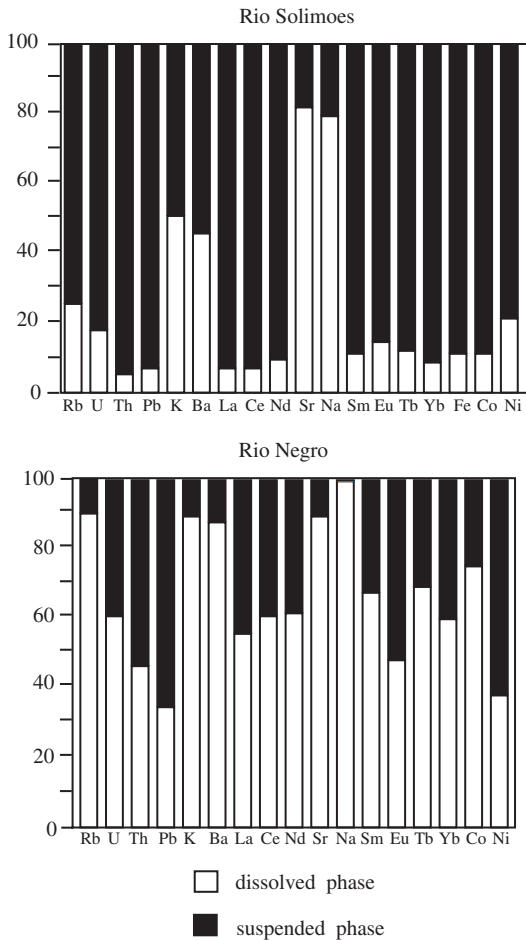 Rio Solimoes
100
80
60
40
20
0
Rb U Th Pb K Ba La Ce Nd Sr Na Sm Eu Tb Yb Fe Co Ni
Rio Negro
100
80
60
40
20
0
Rb U Th Pb K Ba La Ce Nd Sr Na Sm Eu Tb Yb Co Ni
dissolved phase
suspended phase